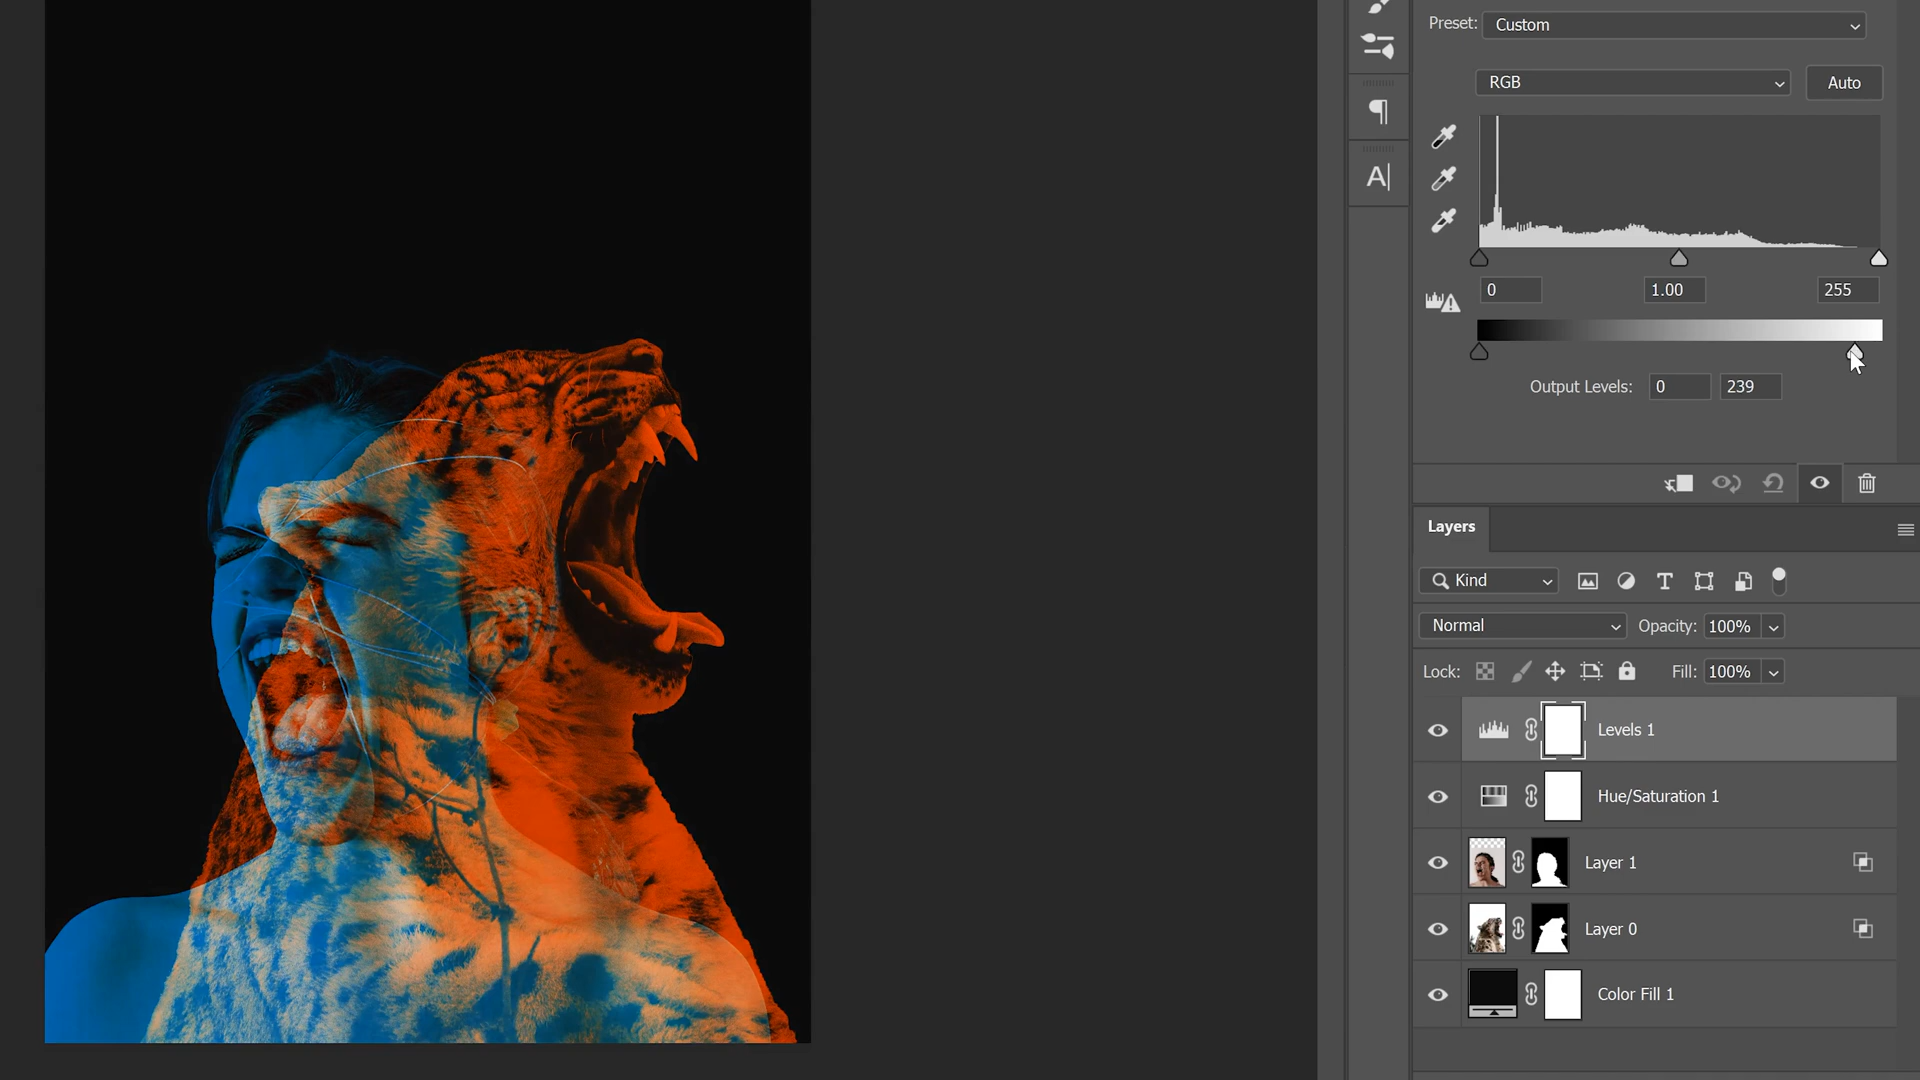 Preset: Custom
RGB Auto
0 1.00 255
Output Levels: 0 239
Layers
Kind
Normal Opacity: 100%
Lock: Fill: 100%
Levels 1
Hue/Saturation 1
Layer 1
Layer 0
Color Fill 1